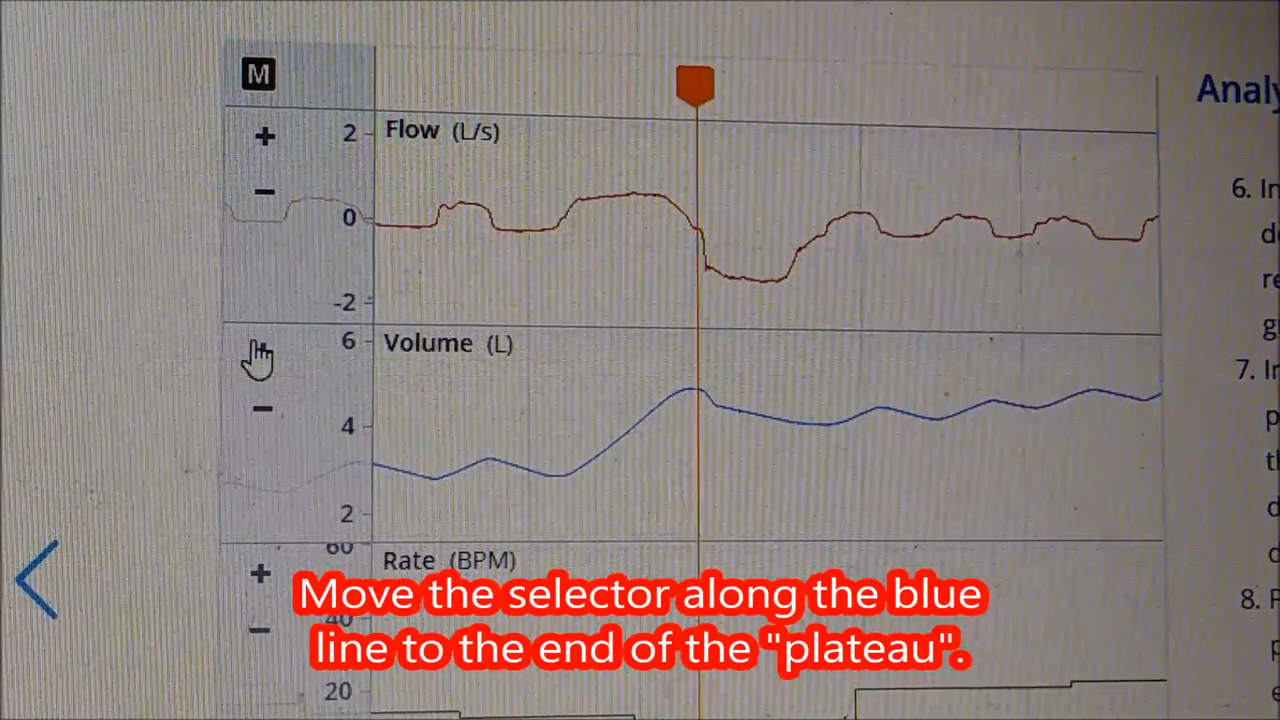 M
Analy
+
2
Flow (L/s)
−
0
-2
6. In
6
Volume (L)
−
4
7. In
2
60
Rate (BPM)
+
Move the selector along the blue
line to the end of the "plateau".
40
−
8.
20